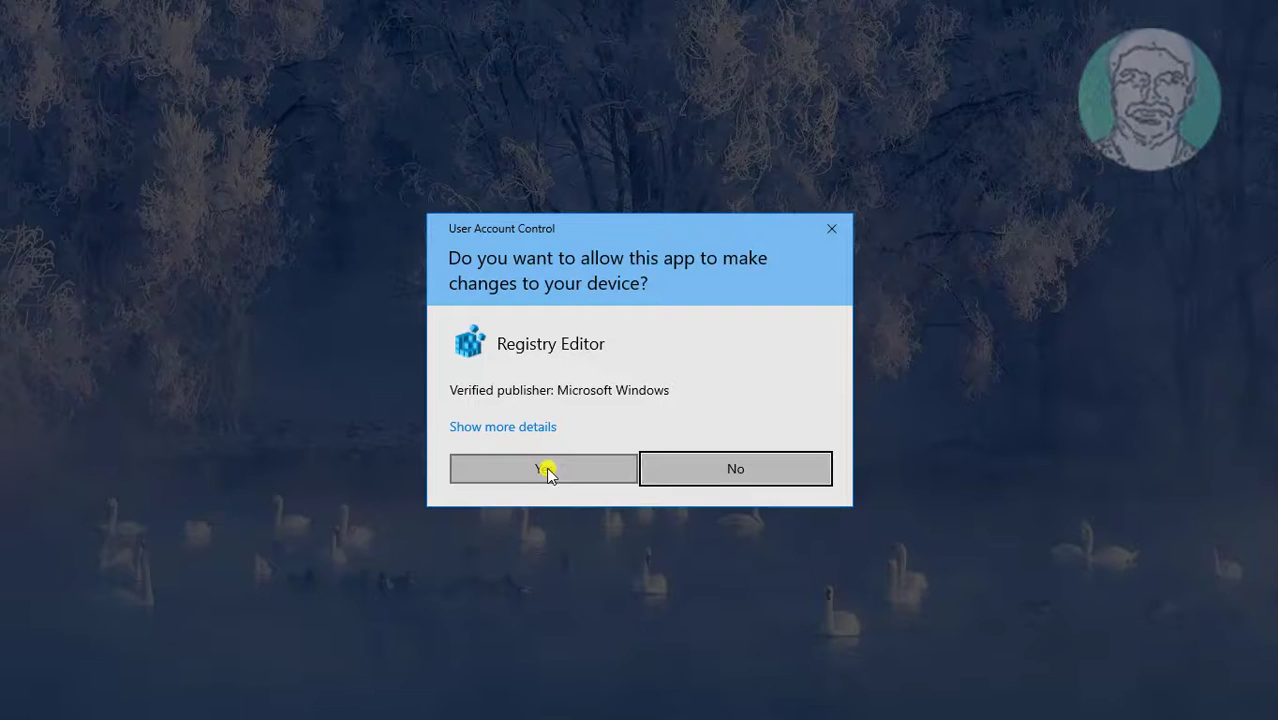 User Account Control
Do you want to allow this app to make
changes to your device?
Registry Editor
Verified publisher: Microsoft Windows
Show more details
No